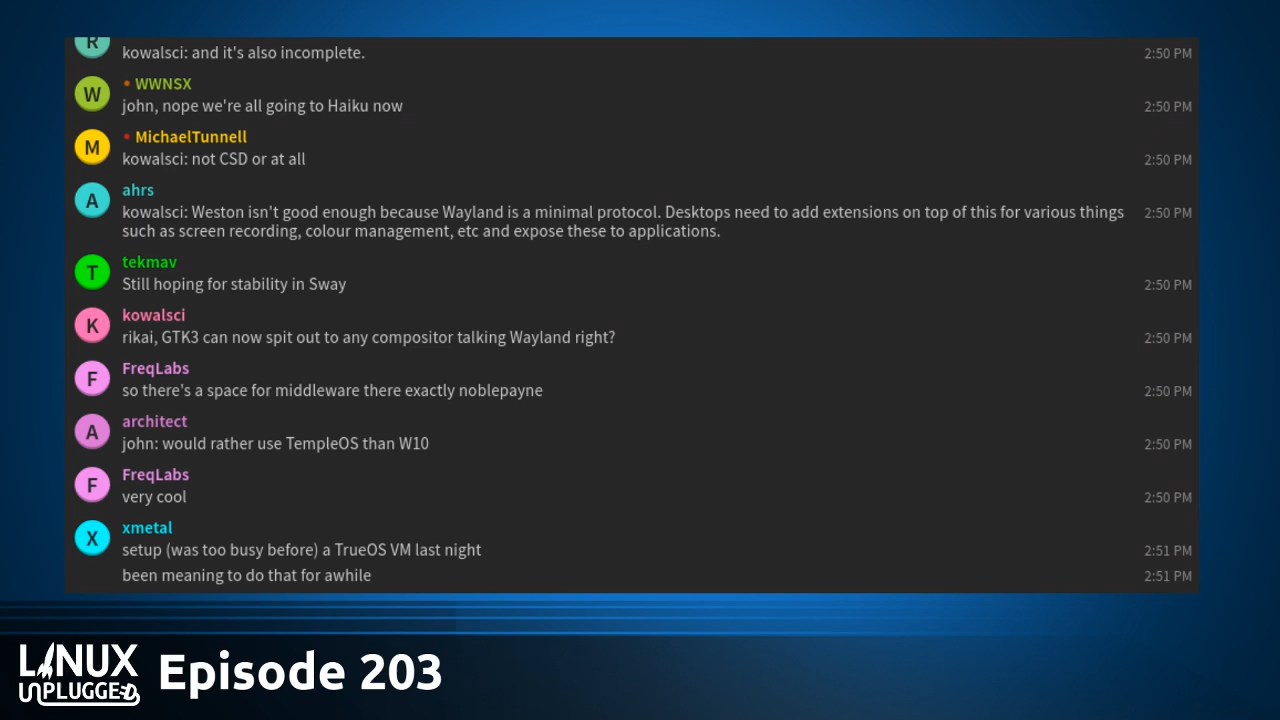 R
kowalsci: and it's also incomplete. 2:50 PM
W
• WWNSX
john, nope we're all going to Haiku now 2:50 PM
M
• MichaelTunnell
kowalsci: not CSD or at all 2:50 PM
A
ahrs
kowalsci: Weston isn't good enough because Wayland is a minimal protocol. Desktops need to add extensions on top of this for various things 2:50 PM
such as screen recording, colour management, etc and expose these to applications.
T
tekmav
Still hoping for stability in Sway 2:50 PM
K
kowalsci
rikai, GTK3 can now spit out to any compositor talking Wayland right? 2:50 PM
F
FreqLabs
so there's a space for middleware there exactly noblepayne 2:50 PM
A
architect
john: would rather use TempleOS than W10 2:50 PM
F
FreqLabs
very cool 2:50 PM
X
xmetal
setup (was too busy before) a TrueOS VM last night 2:51 PM
been meaning to do that for awhile 2:51 PM
LINUX
UNPLUGGED
Episode 203